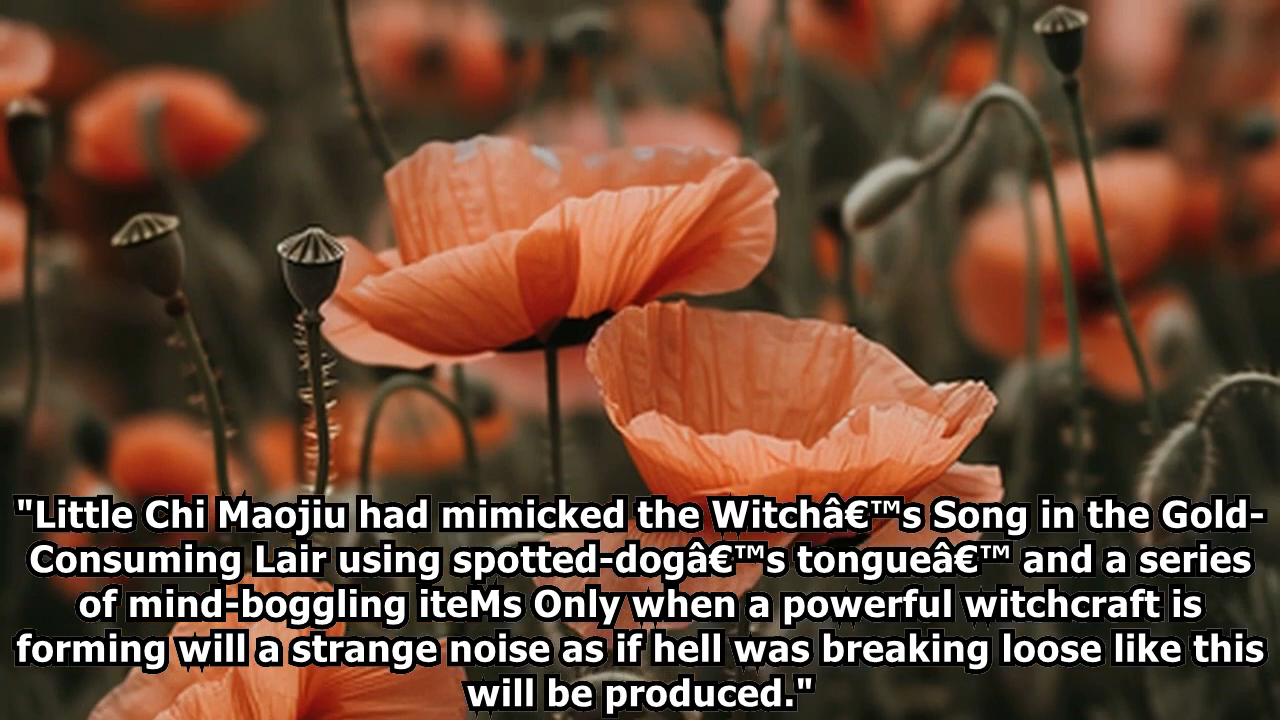 "Little Chi Maojiu had mimicked the Witchâ€™s Song in the Gold-
Consuming Lair using spotted-dogâ€™s tongueâ€™ and a series
of mind-boggling iteMs Only when a powerful witchcraft is
forming will a strange noise as if hell was breaking loose like this
will be produced."